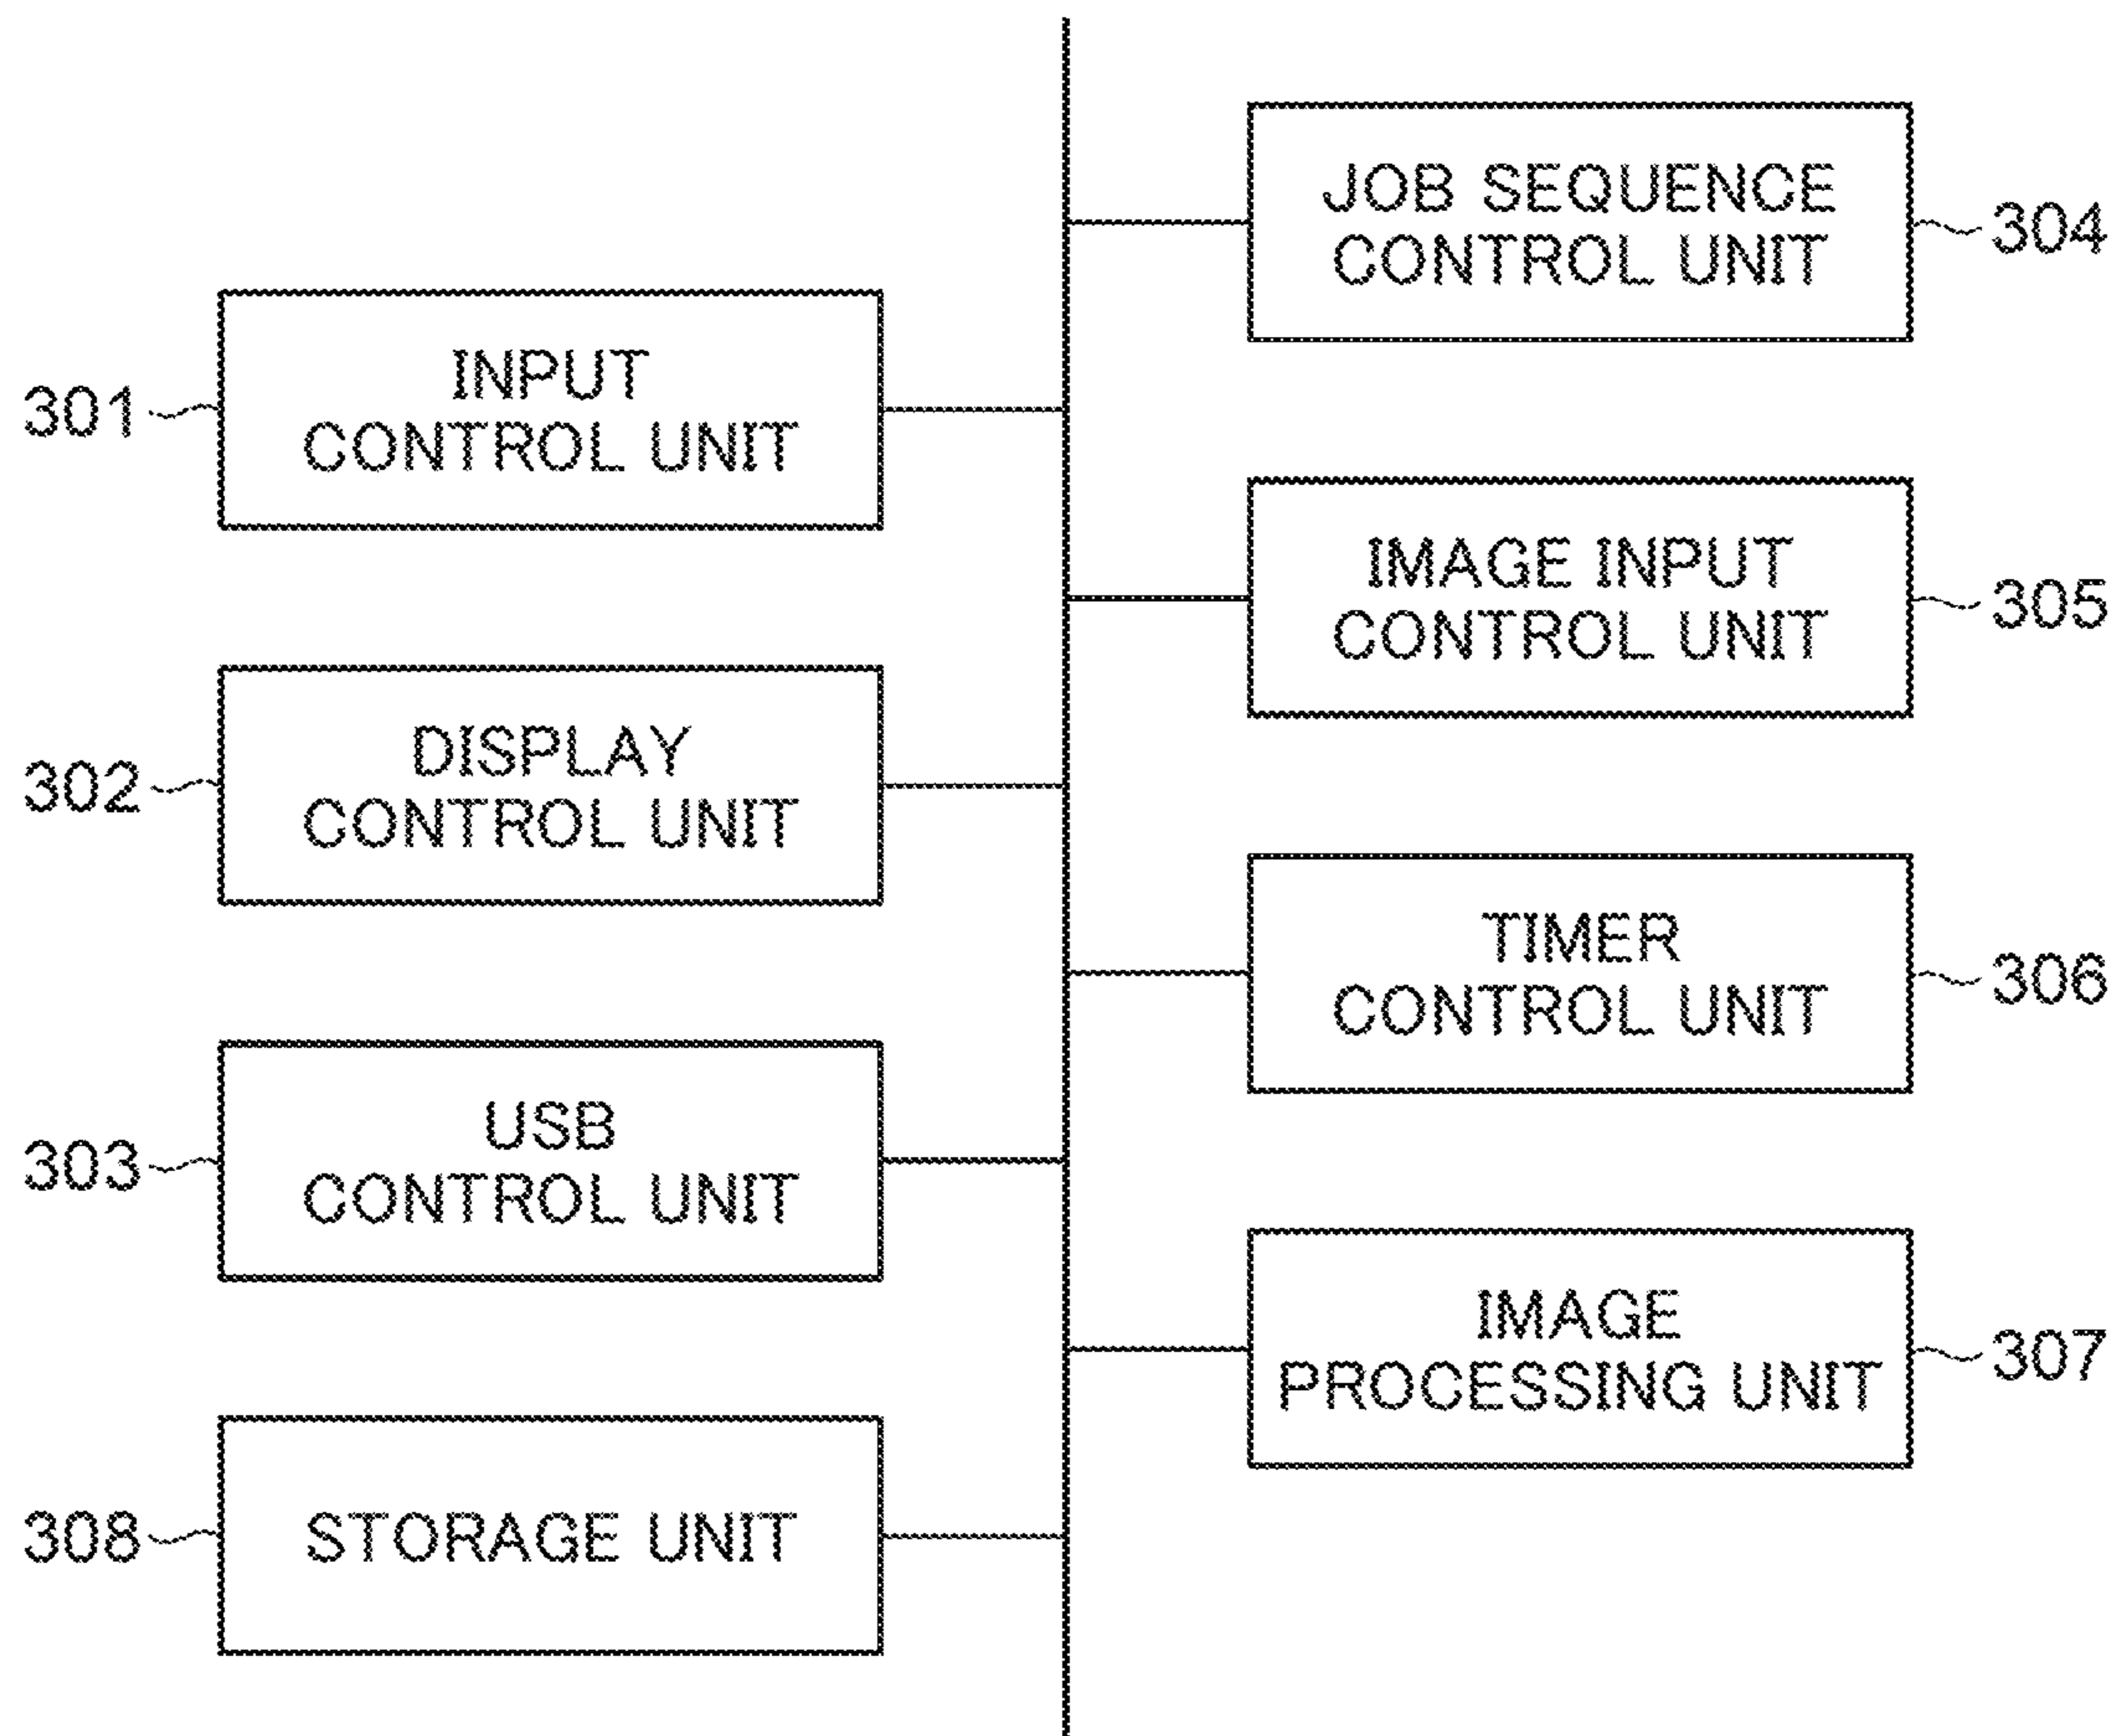 301
INPUT
CONTROL UNIT
302
DISPLAY
CONTROL UNIT
303
USB
CONTROL UNIT
308
STORAGE UNIT
JOB SEQUENCE
CONTROL UNIT
304
IMAGE INPUT
CONTROL UNIT
305
TIMER
CONTROL UNIT
306
IMAGE
PROCESSING UNIT
307